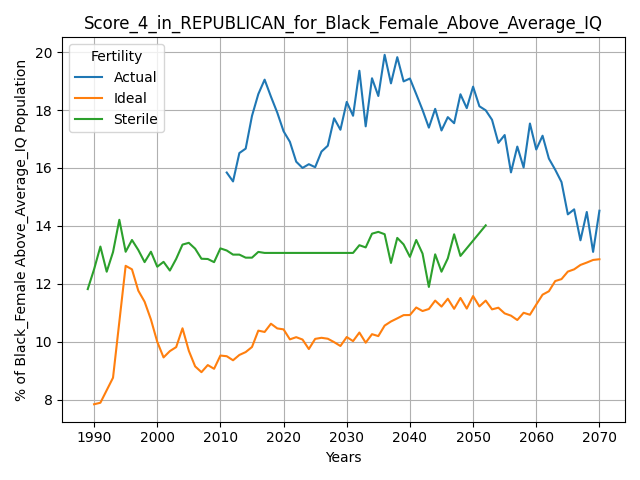 Score_4_in_REPUBLICAN_for_Black_Female_Above_Average_IQ
% of Black_Female Above_Average_IQ Population
20
18
16
14
12
10
8
Fertility
Actual
Ideal
Sterile
1990 2000 2010 2020 2030 2040 2050 2060 2070
Years